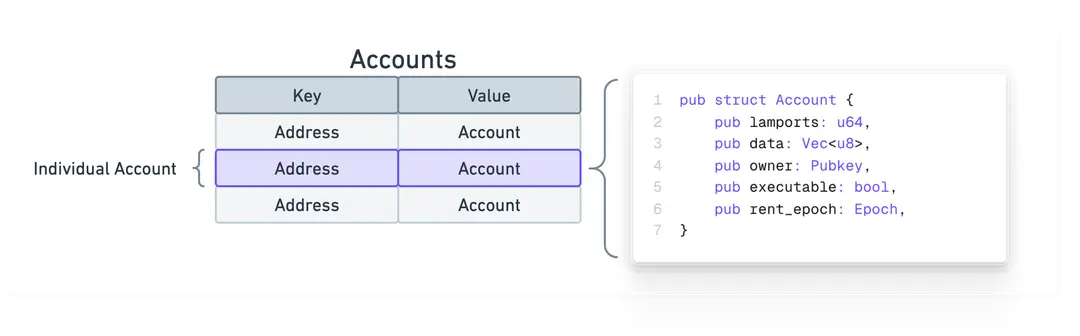 Accounts
Key Value
Address Account
Individual Account Address Account
Address Account
1 pub struct Account {
2 pub lamports: u64,
3 pub data: Vec<u8>,
4 pub owner: Pubkey,
5 pub executable: bool,
6 pub rent_epoch: Epoch,
7 }